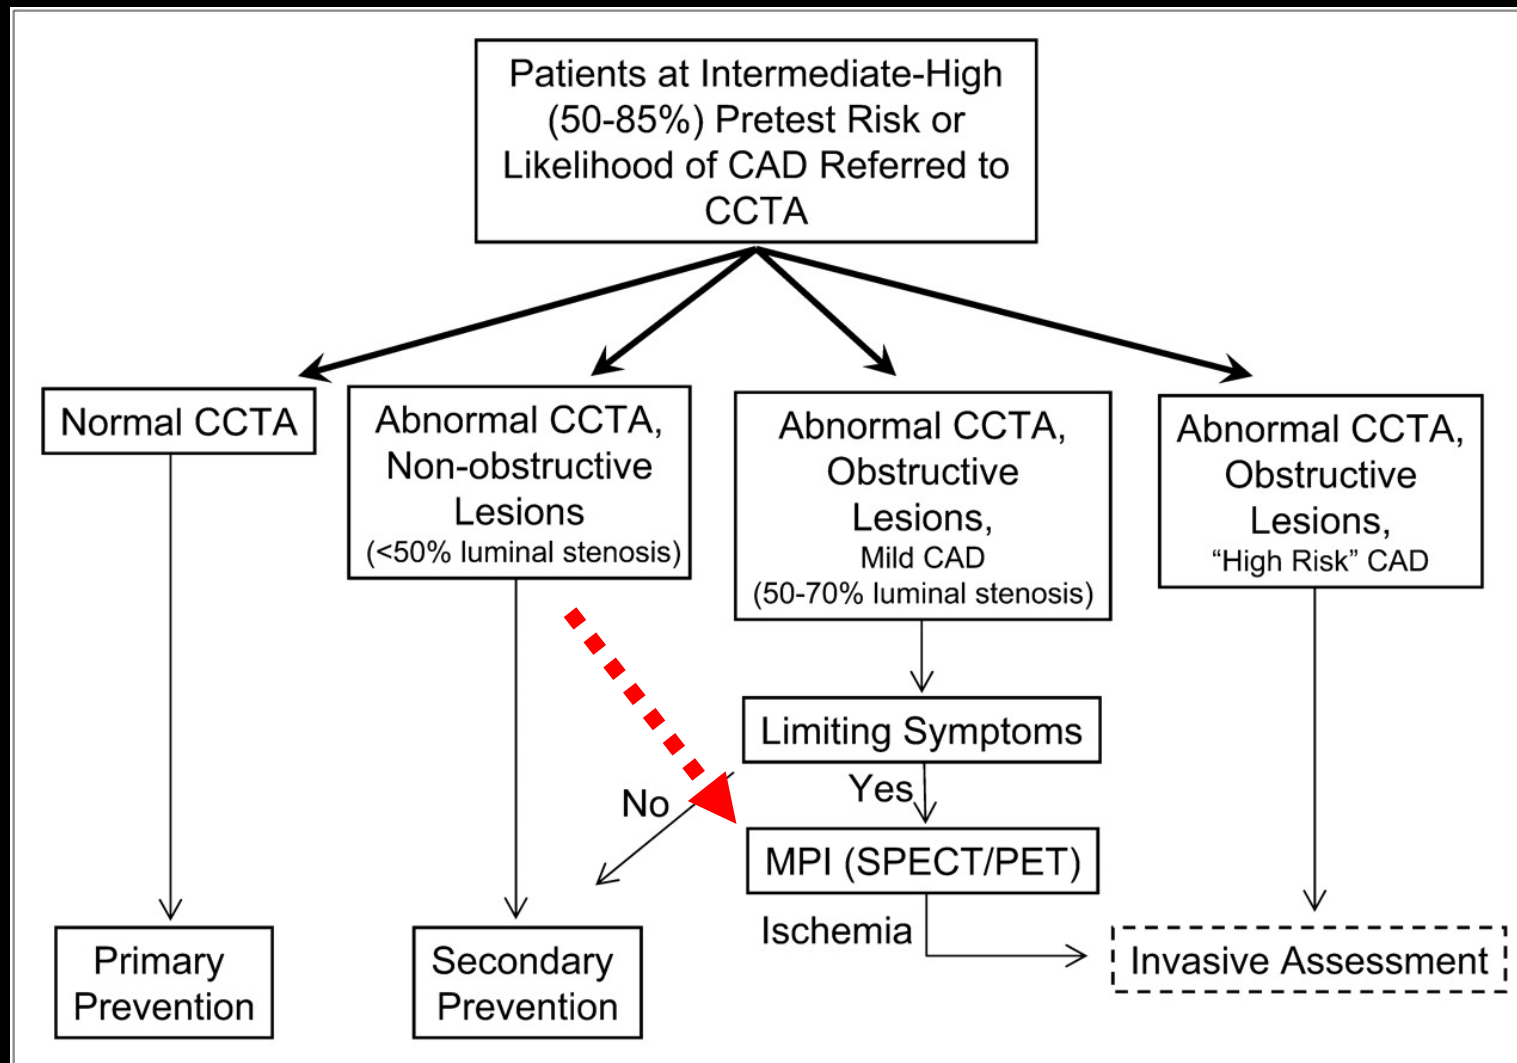 Patients at Intermediate-High
(50-85%) Pretest Risk or
Likelihood of CAD Referred to
CCTA
Normal CCTA
Abnormal CCTA,
Non-obstructive
Lesions
(<50% luminal stenosis)
Abnormal CCTA,
Obstructive
Lesions,
Mild CAD
(50-70% luminal stenosis)
Abnormal CCTA,
Obstructive
Lesions,
“High Risk” CAD
Limiting Symptoms
No
Yes
MPI (SPECT/PET)
Ischemia
Primary
Prevention
Secondary
Prevention
Invasive Assessment